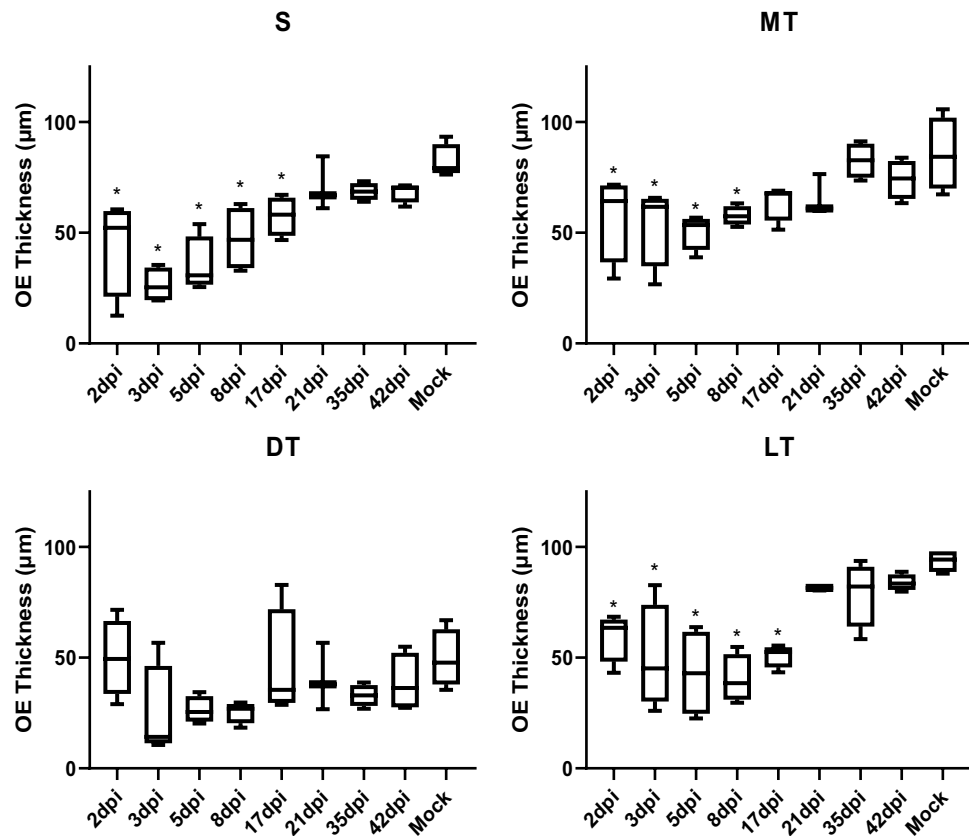 S
OE Thickness (µm)
100
50
0
* * * * *
2dpi 3dpi 5dpi 8dpi 17dpi 21dpi 35dpi 42dpi Mock
MT
OE Thickness (µm)
100
50
0
* * * *
2dpi 3dpi 5dpi 8dpi 17dpi 21dpi 35dpi 42dpi Mock
DT
OE Thickness (µm)
100
50
0
2dpi 3dpi 5dpi 8dpi 17dpi 21dpi 35dpi 42dpi Mock
LT
OE Thickness (µm)
100
50
0
* * * * *
2dpi 3dpi 5dpi 8dpi 17dpi 21dpi 35dpi 42dpi Mock